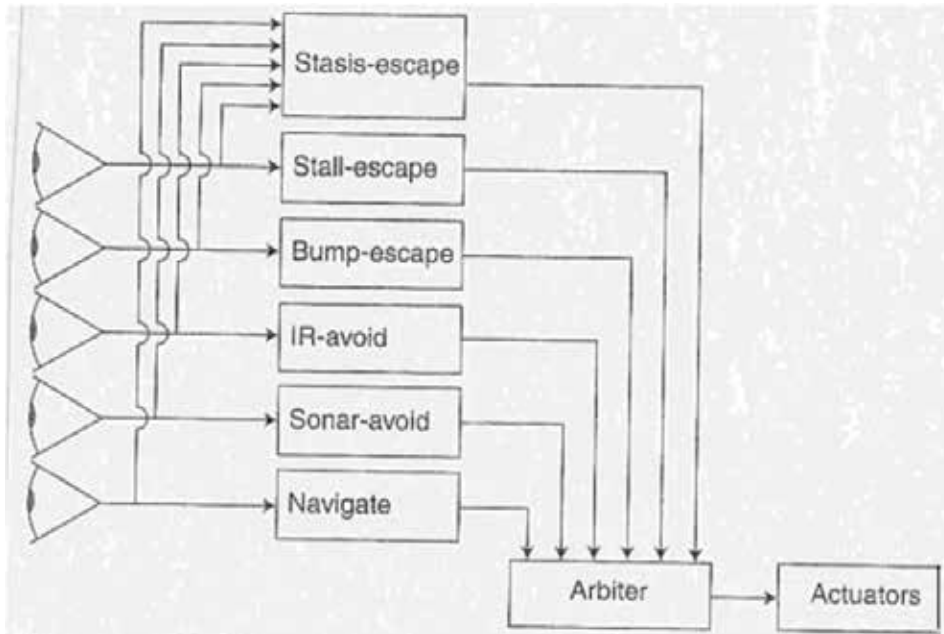 Stasis-escape
Stall-escape
Bump-escape
IR-avoid
Sonar-avoid
Navigate
Arbiter
Actuators